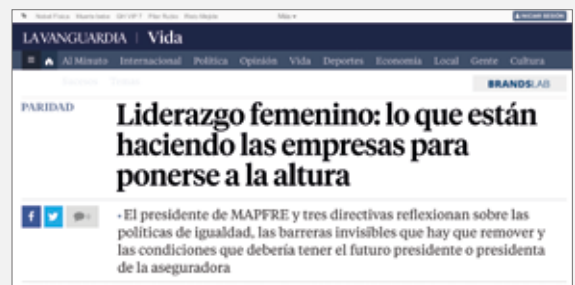 INICIAR SESIÓN
LAVANGUARDIA | Vida
Al Minuto Internacional Política Opinión Vida Deportes Economía Local Gente Cultura
BRANDSLAB
PARIDAD
Liderazgo femenino: lo que están
haciendo las empresas para
ponerse a la altura
• El presidente de MAPFRE y tres directivas reflexionan sobre las
políticas de igualdad, las barreras invisibles que hay que remover y
las condiciones que debería tener el futuro presidente o presidenta
de la aseguradora